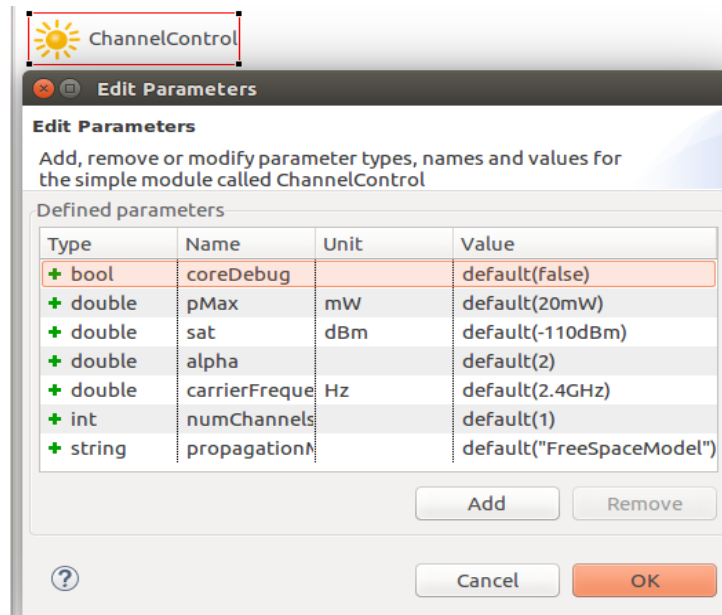 ChannelControl
Edit Parameters
Edit Parameters
Add, remove or modify parameter types, names and values for
the simple module called ChannelControl
Defined parameters
Type Name Unit Value
bool coreDebug default(false)
double pMax mW default(20mW)
double sat dBm default(-110dBm)
double alpha default(2)
double carrierFreque Hz default(2.4GHz)
int numChannels default(1)
string propagationM default("FreeSpaceModel")
Add Remove
? Cancel OK